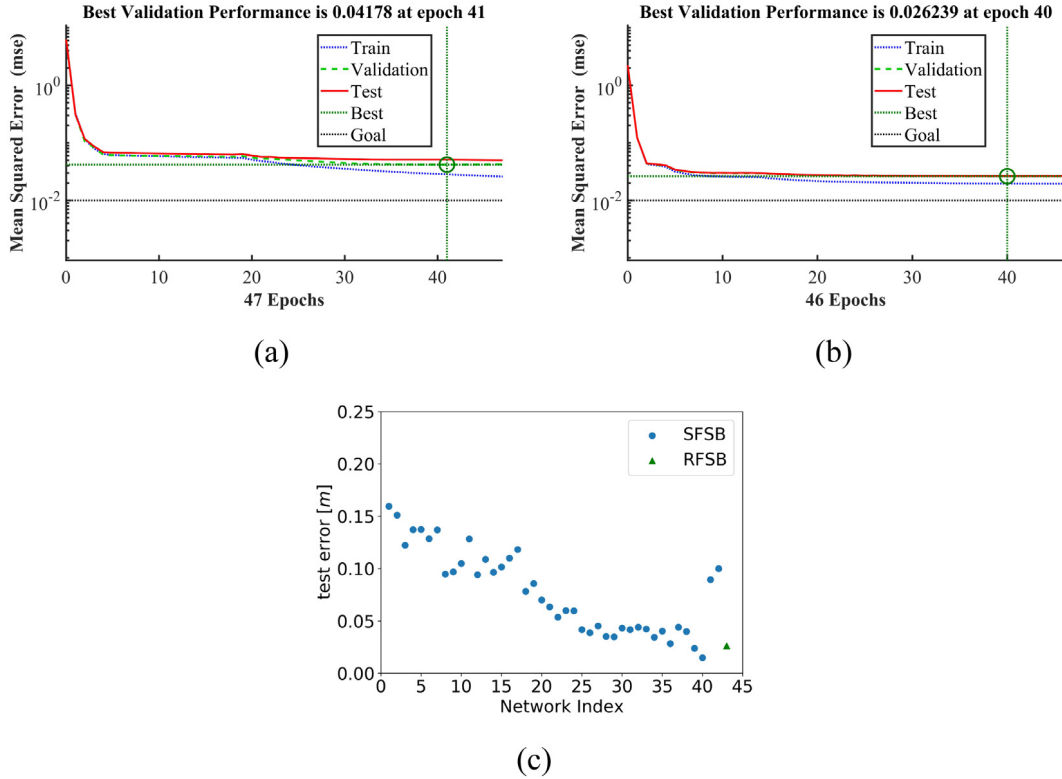 Best Validation Performance is 0.04178 at epoch 41
Mean Squared Error (mse)
10^0
10^-2
Train
Validation
Test
Best
Goal
0 10 20 30 40
47 Epochs
(a)
Best Validation Performance is 0.026239 at epoch 40
Mean Squared Error (mse)
10^0
10^-2
Train
Validation
Test
Best
Goal
0 10 20 30 40
46 Epochs
(b)
test error [m]
0.25
0.20
0.15
0.10
0.05
0.00
SFSB
RFSB
0 5 10 15 20 25 30 35 40 45
Network Index
(c)